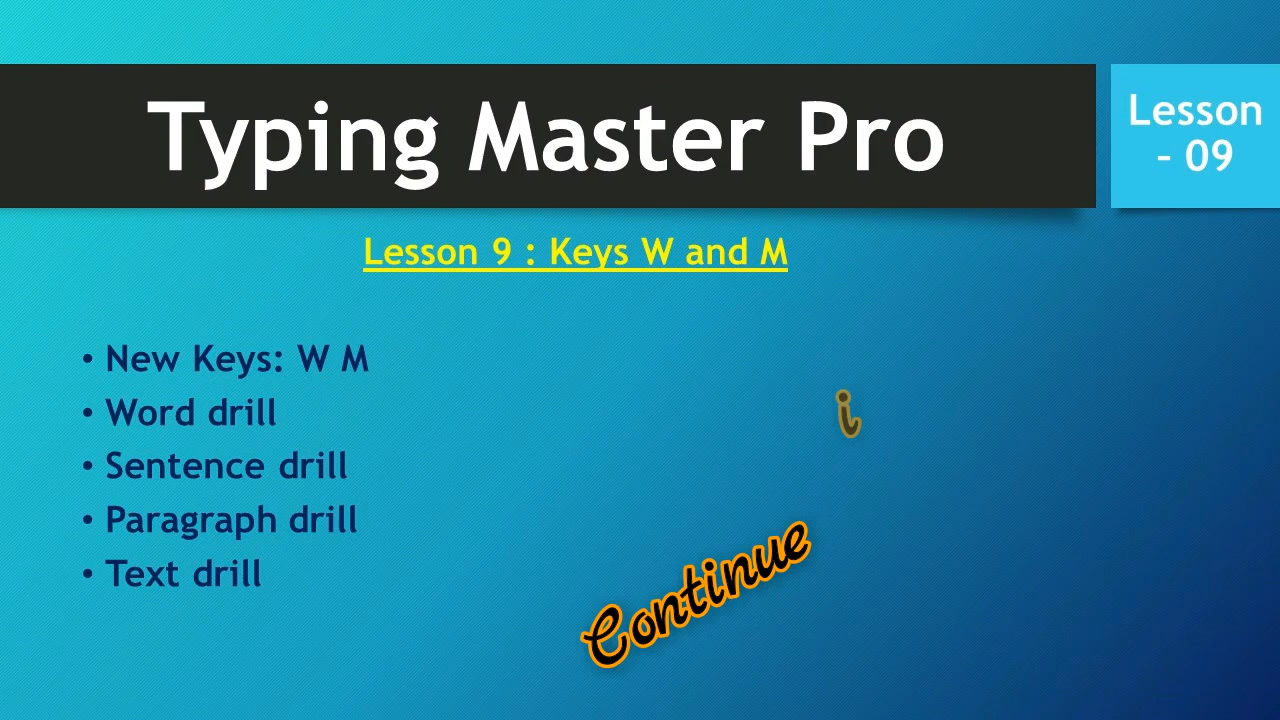 Typing Master Pro
Lesson
– 09
Lesson 9 : Keys W and M
• New Keys: W M
• Word drill
• Sentence drill
• Paragraph drill
• Text drill
i
Continue